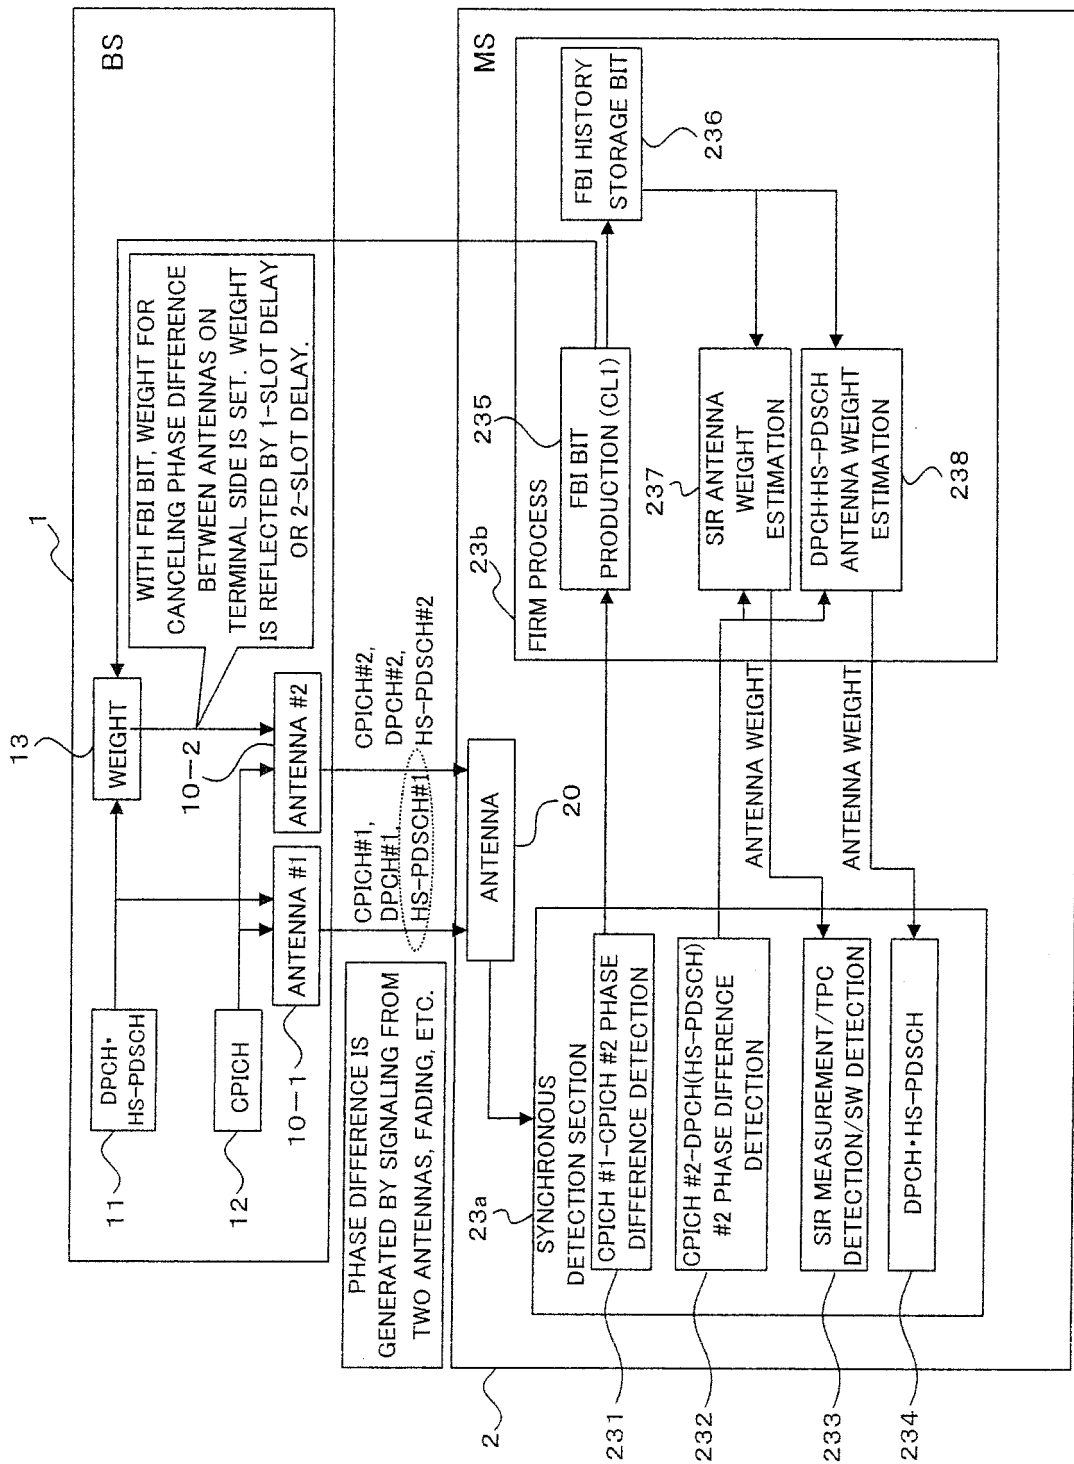 1
BS
13
WEIGHT
WITH FBI BIT, WEIGHT FOR
CANCELING PHASE DIFFERENCE
BETWEEN ANTENNAS ON
TERMINAL SIDE IS SET. WEIGHT
IS REFLECTED BY 1-SLOT DELAY
OR 2-SLOT DELAY.
11
DPCH・
HS-PDSCH
12
CPICH
10-1
ANTENNA #1
10-2
ANTENNA #2
PHASE DIFFERENCE IS
GENERATED BY SIGNALING FROM
TWO ANTENNAS, FADING, ETC.
CPICH#1,
DPCH#1,
HS-PDSCH#1
CPICH#2,
DPCH#2,
HS-PDSCH#2
2
MS
ANTENNA
20
23a
SYNCHRONOUS
DETECTION SECTION
231
CPICH #1-CPICH #2 PHASE
DIFFERENCE DETECTION
232
CPICH #2-DPCH(HS-PDSCH)
#2 PHASE DIFFERENCE
DETECTION
233
SIR MEASUREMENT/TPC
DETECTION/SW DETECTION
234
DPCH・HS-PDSCH
ANTENNA WEIGHT
ANTENNA WEIGHT
23b
FIRM PROCESS
235
FBI BIT
PRODUCTION (CL1)
FBI HISTORY
STORAGE BIT
236
237
SIR ANTENNA
WEIGHT
ESTIMATION
DPCH・HS-PDSCH
ANTENNA WEIGHT
ESTIMATION
238